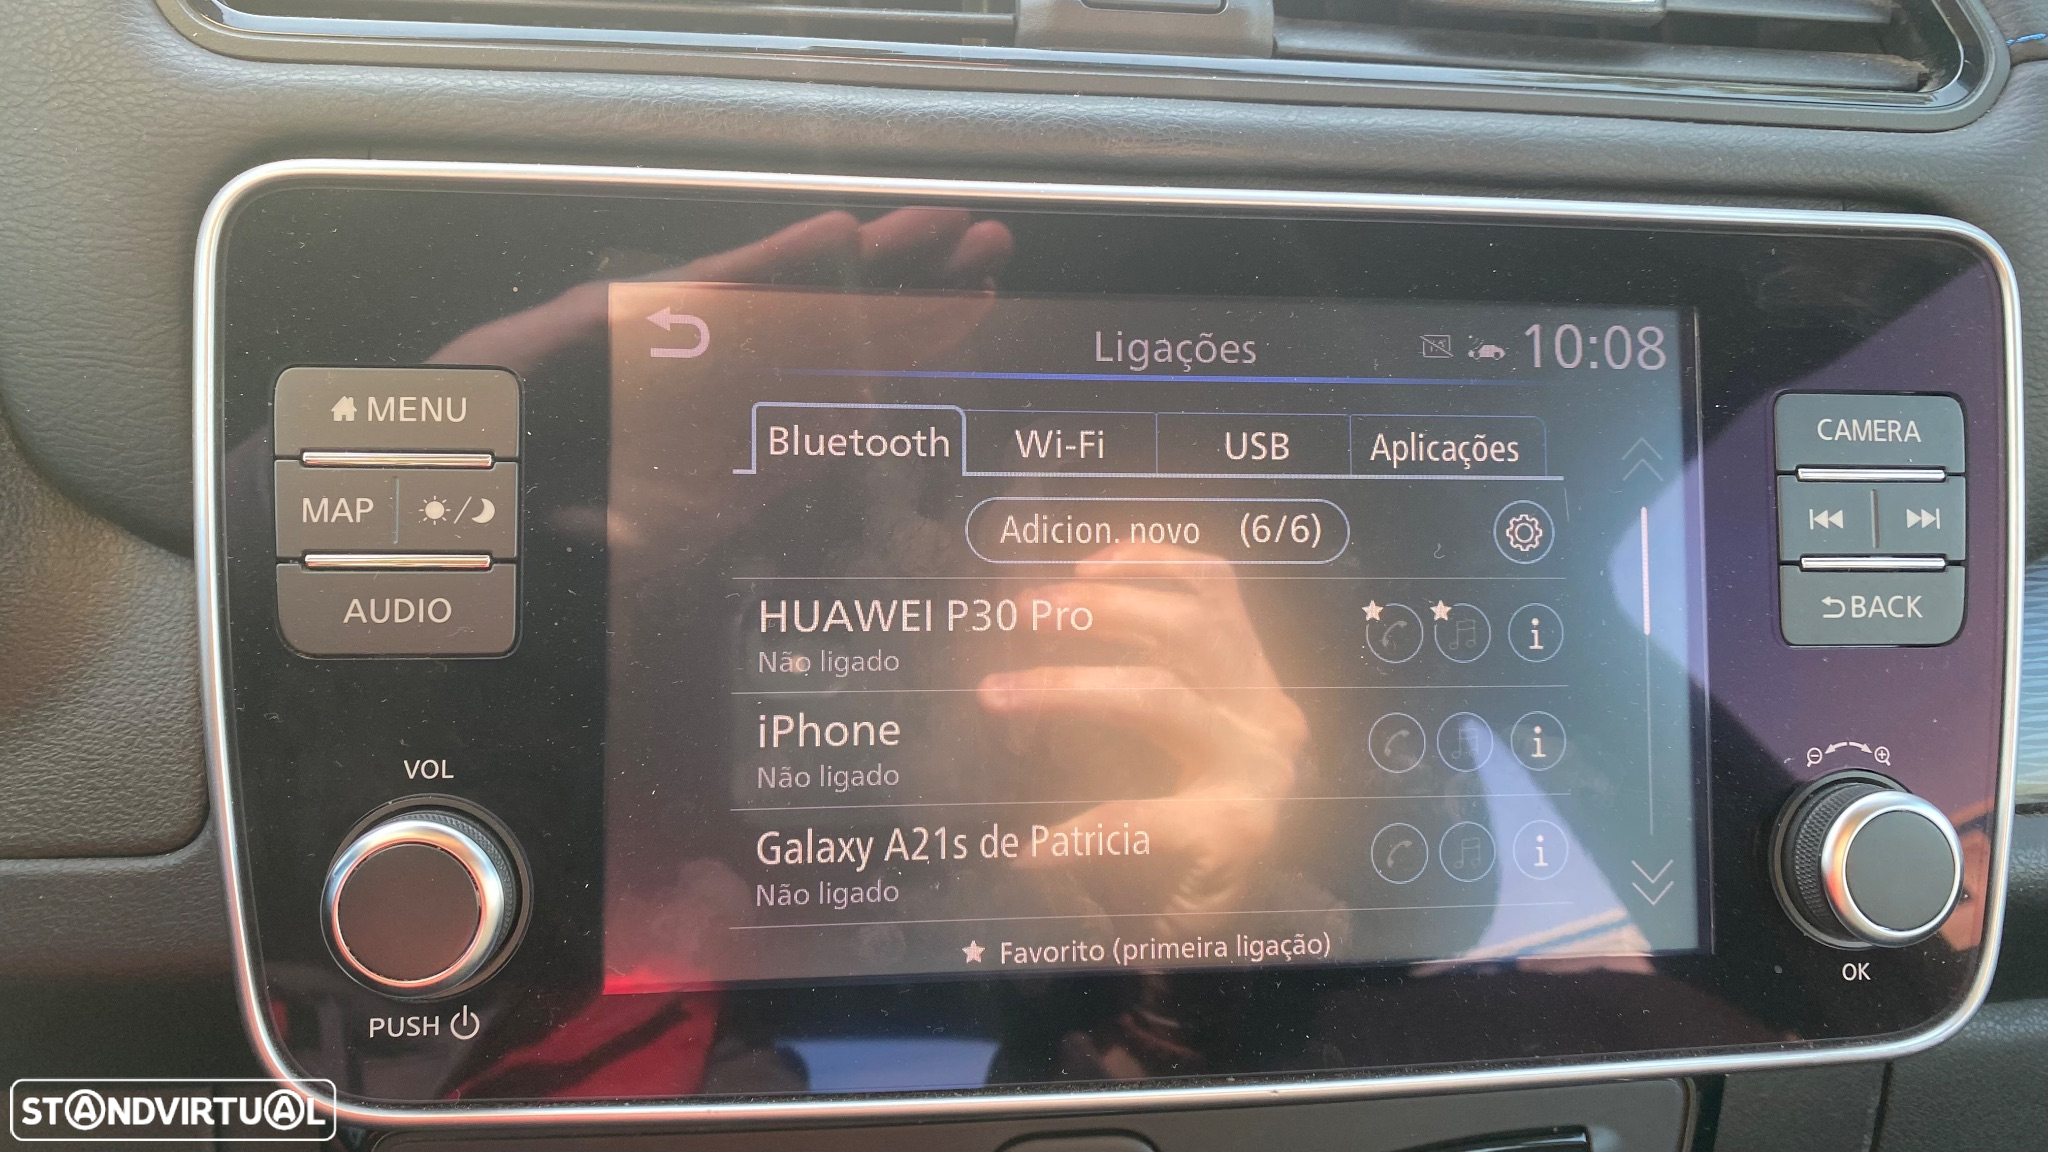 Ligações 10:08
MENU
MAP
AUDIO
VOL
PUSH
Bluetooth Wi-Fi USB Aplicações
Adicion. novo (6/6)
HUAWEI P30 Pro
Não ligado
iPhone
Não ligado
Galaxy A21s de Patricia
Não ligado
Favorito (primeira ligação)
CAMERA
BACK
OK
STANDVIRTUAL